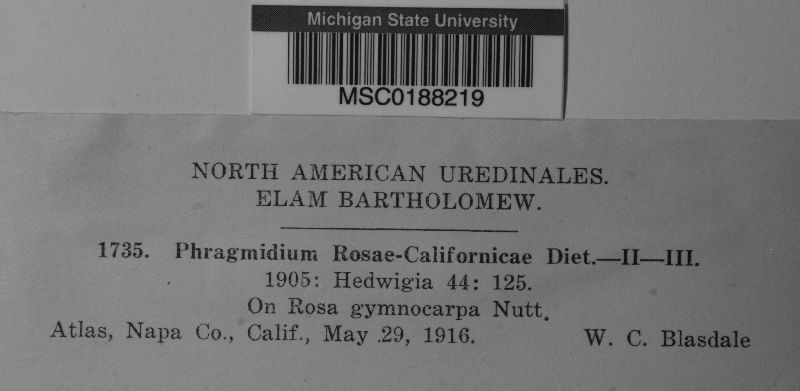 Michigan State University
MSC0188219
NORTH AMERICAN UREDINALES.
ELAM BARTHOLOMEW.
1735. Phragmidium Rosae-Californicae Diet.—II—III.
1905: Hedwigia 44: 125.
On Rosa gymnocarpa Nutt.
Atlas, Napa Co., Calif., May 29, 1916. W. C. Blasdale